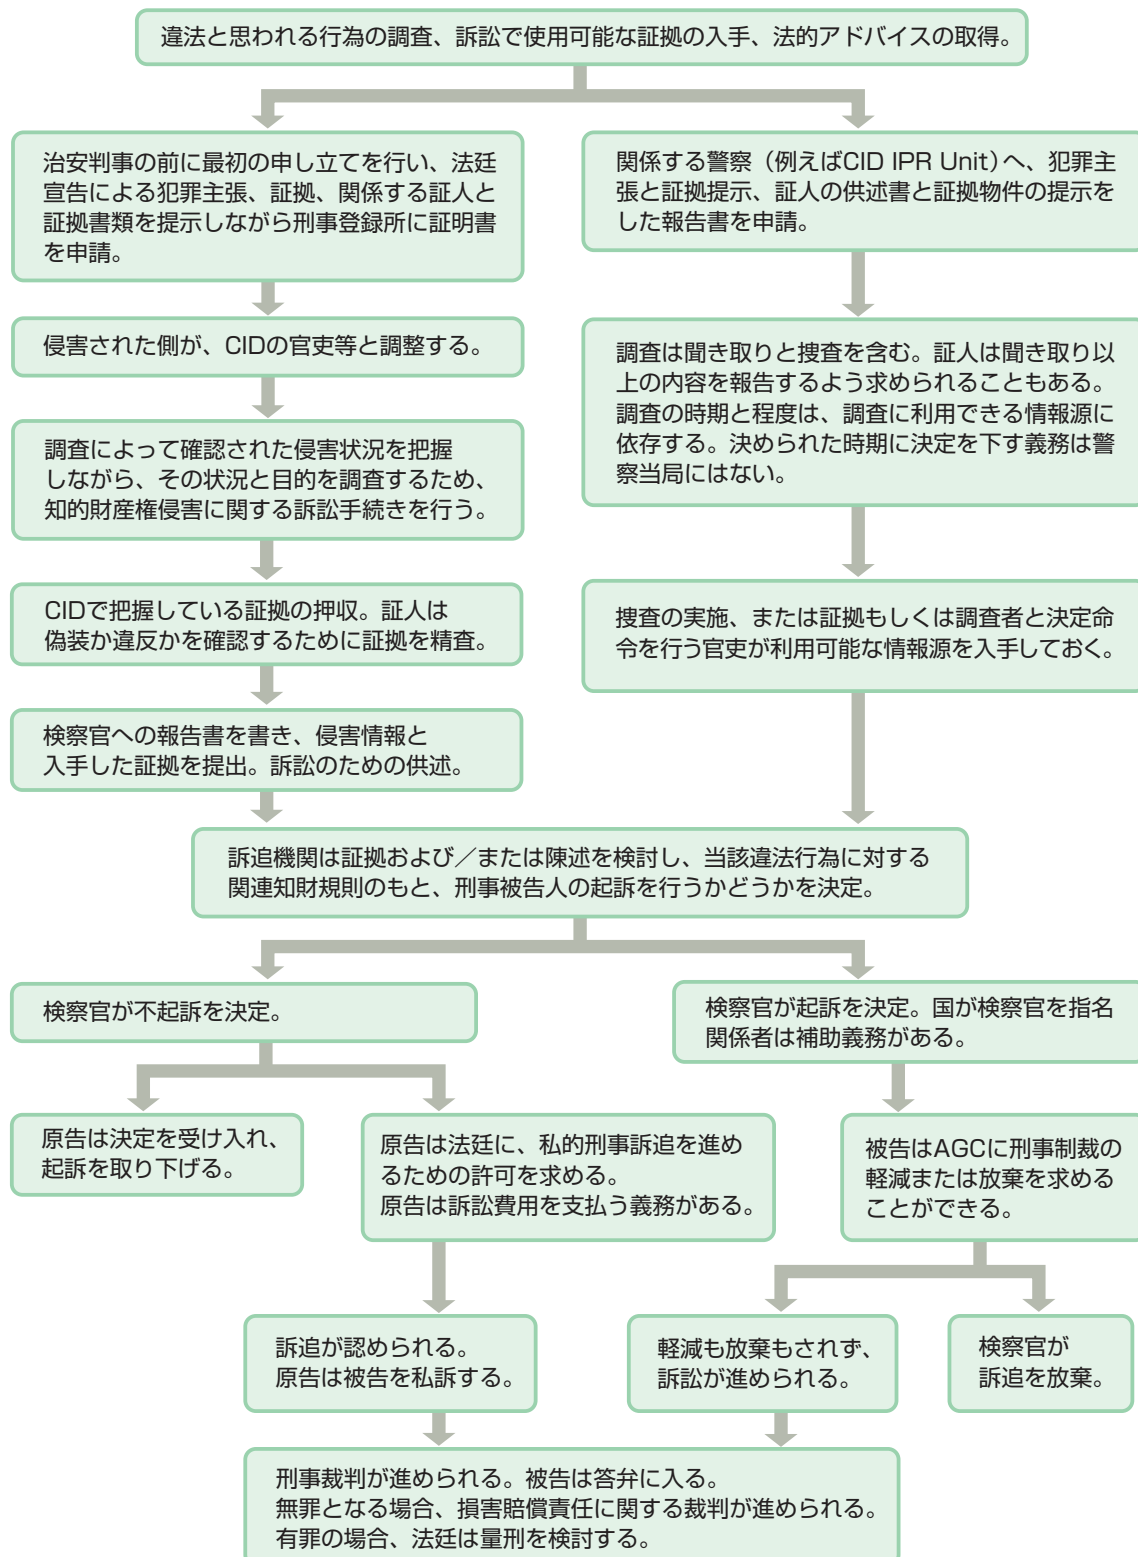 違法と思われる行為の調査、訴訟で使用可能な証拠の入手、法的アドバイスの取得。
治安判事の前に最初の申し立てを行い、法廷
宣告による犯罪主張、証拠、関係する証人と
証拠書類を提示しながら刑事登録所に証明書
を申請。
関係する警察（例えばCID IPR Unit）へ、犯罪主
張と証拠提示、証人の供述書と証拠物件の提示を
した報告書を申請。
侵害された側が、CIDの官吏等と調整する。
調査は聞き取りと捜査を含む。証人は聞き取り以
上の内容を報告するよう求められることもある。
調査の時期と程度は、調査に利用できる情報源に
依存する。決められた時期に決定を下す義務は警
察当局にはない。
調査によって確認された侵害状況を把握
しながら、その状況と目的を調査するため、
知的財産権侵害に関する訴訟手続きを行う。
CIDで把握している証拠の押収。証人は
偽装か違反かを確認するために証拠を精査。
捜査の実施、または証拠もしくは調査者と決定命
令を行う官吏が利用可能な情報源を入手しておく。
検察官への報告書を書き、侵害情報と
入手した証拠を提出。訴訟のための供述。
訴追機関は証拠および／または陳述を検討し、当該違法行為に対する
関連知財規則のもと、刑事被告人の起訴を行うかどうかを決定。
検察官が不起訴を決定。
検察官が起訴を決定。国が検察官を指名
関係者は補助義務がある。
原告は決定を受け入れ、
起訴を取り下げる。
原告は法廷に、私的刑事訴追を進め
るための許可を求める。
原告は訴訟費用を支払う義務がある。
被告はAGCに刑事制裁の
軽減または放棄を求める
ことができる。
訴追が認められる。
原告は被告を私訴する。
軽減も放棄もされず、
訴訟が進められる。
検察官が
訴追を放棄。
刑事裁判が進められる。被告は答弁に入る。
無罪となる場合、損害賠償責任に関する裁判が進められる。
有罪の場合、法廷は量刑を検討する。